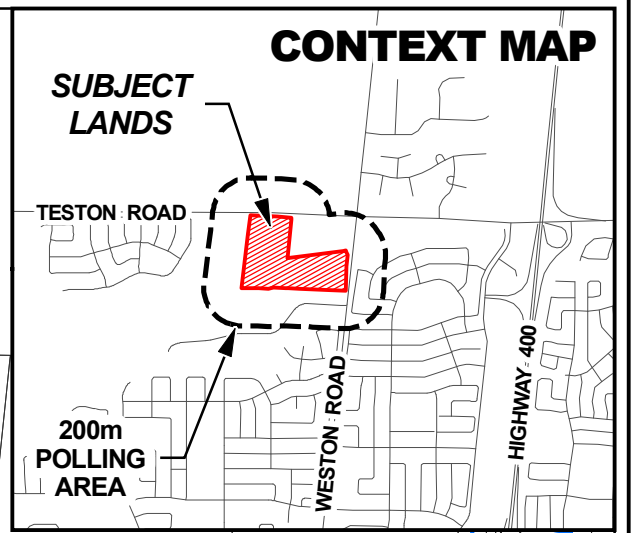 CONTEXT MAP
SUBJECT
LANDS
TESTON ROAD
200m
POLLING
AREA
WESTON ROAD
HIGHWAY 400